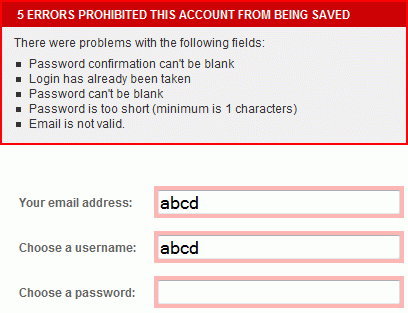 5 ERRORS PROHIBITED THIS ACCOUNT FROM BEING SAVED
There were problems with the following fields:
Password confirmation can't be blank
Login has already been taken
Password can't be blank
Password is too short (minimum is 1 characters)
Email is not valid.
Your email address: abcd
Choose a username: abcd
Choose a password: